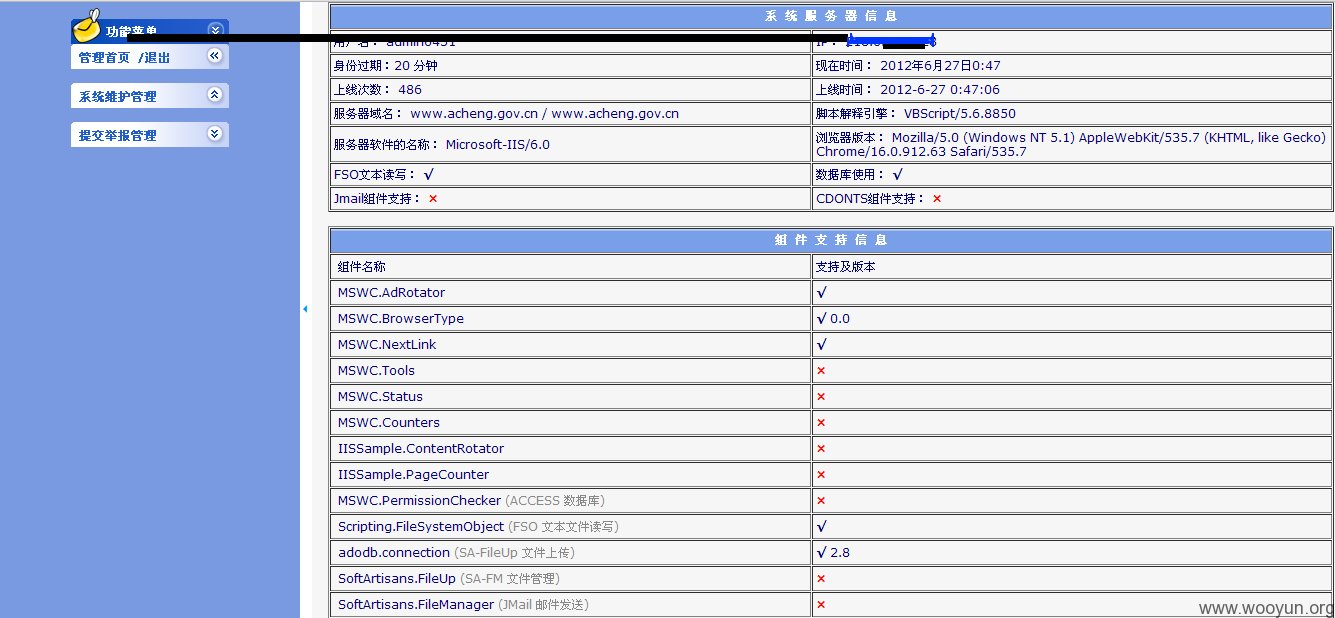 功能菜单
管理首页 /退出
系统维护管理
提交举报管理
系 统 服 务 器 信 息
用户名： admin0451 IP：
身份过期：20 分钟 现在时间： 2012年6月27日0:47
上线次数： 486 上线时间： 2012-6-27 0:47:06
服务器域名： www.acheng.gov.cn / www.acheng.gov.cn 脚本解释引擎： VBScript/5.6.8850
服务器软件的名称： Microsoft-IIS/6.0 浏览器版本： Mozilla/5.0 (Windows NT 5.1) AppleWebKit/535.7 (KHTML, like Gecko)
Chrome/16.0.912.63 Safari/535.7
FSO文本读写： √ 数据库使用： √
Jmail组件支持： × CDONTS组件支持： ×
组 件 支 持 信 息
组件名称 支持及版本
MSWC.AdRotator √
MSWC.BrowserType √ 0.0
MSWC.NextLink √
MSWC.Tools ×
MSWC.Status ×
MSWC.Counters ×
IISSample.ContentRotator ×
IISSample.PageCounter ×
MSWC.PermissionChecker (ACCESS 数据库) ×
Scripting.FileSystemObject (FSO 文本文件读写) √
adodb.connection (SA-FileUp 文件上传) √ 2.8
SoftArtisans.FileUp (SA-FM 文件管理) ×
SoftArtisans.FileManager (JMail 邮件发送) ×
www.wooyun.org